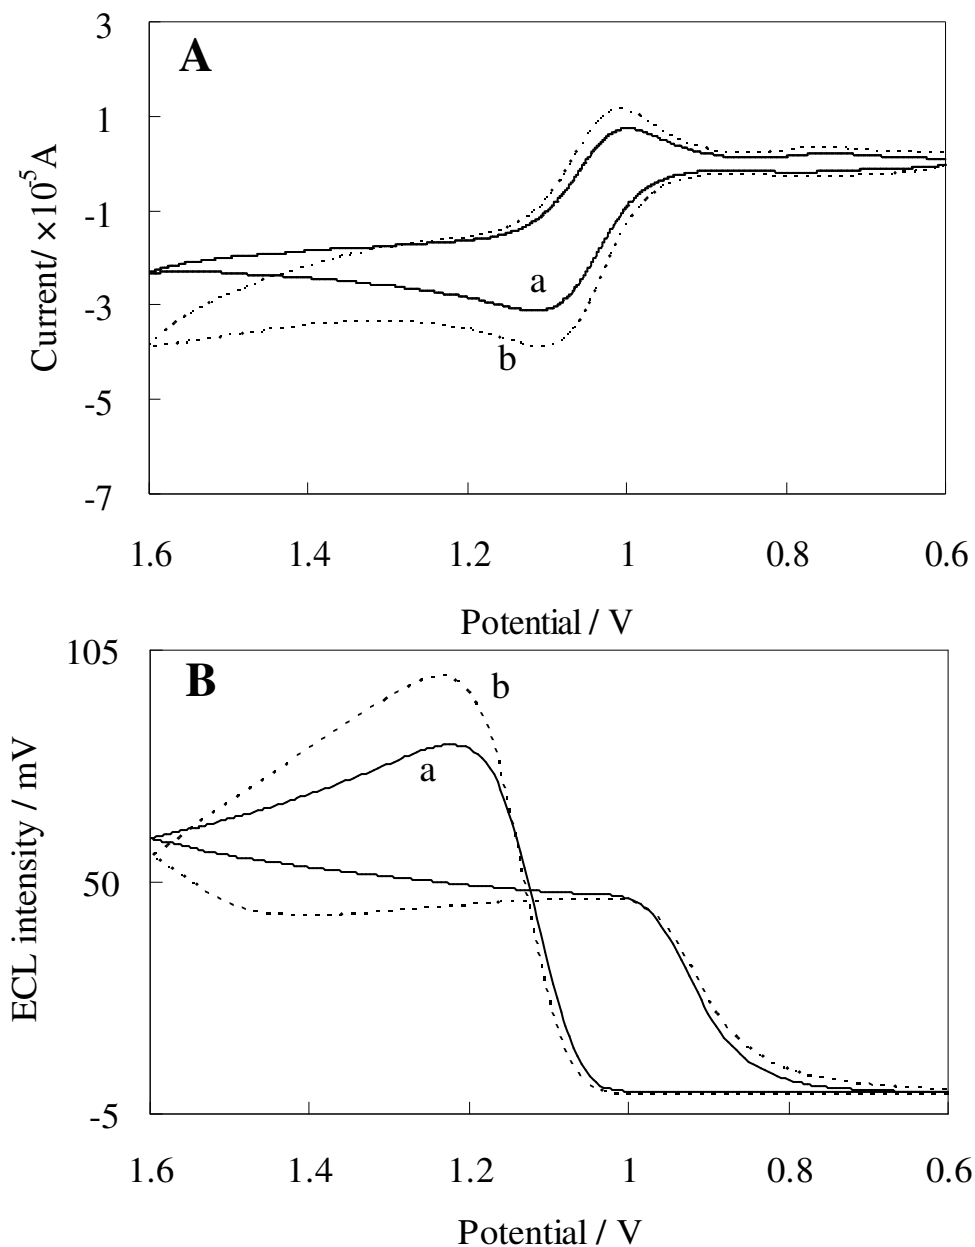 3
A
1
-1
a
-3
b
-5
-7
Current/ ×10⁻⁵ A
1.6 1.4 1.2 1 0.8 0.6
Potential / V
105
B
b
a
50
-5
ECL intensity / mV
1.6 1.4 1.2 1 0.8 0.6
Potential / V